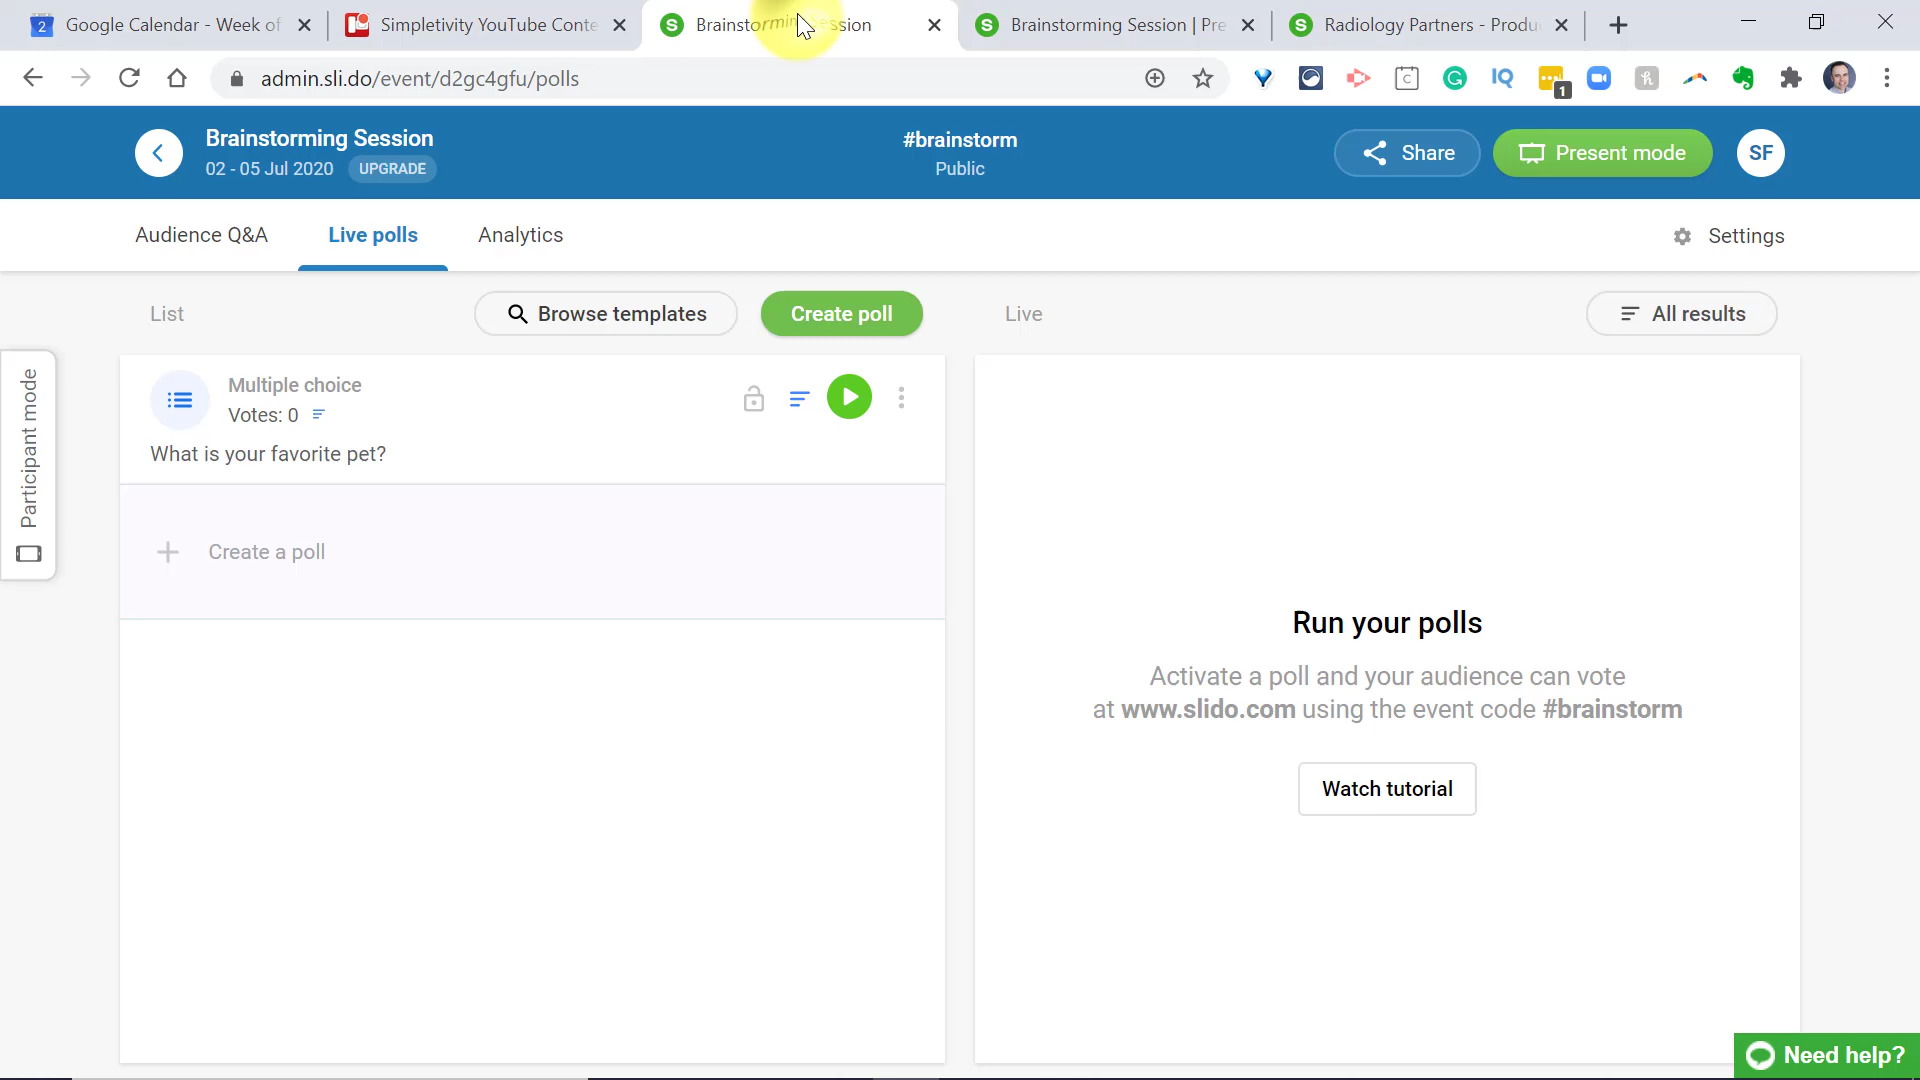 2 Google Calendar - Week of
Simpletivity YouTube Conte
S Brainstorming Session
S Brainstorming Session | Pre
S Radiology Partners - Produ
admin.sli.do/event/d2gc4gfu/polls
C
IQ
1
h
Brainstorming Session
02 - 05 Jul 2020 UPGRADE
#brainstorm
Public
Share
Present mode
SF
Audience Q&A
Live polls
Analytics
Settings
List
Browse templates
Create poll
Live
All results
Participant mode
Multiple choice
Votes: 0
What is your favorite pet?
Create a poll
Run your polls
Activate a poll and your audience can vote
at www.slido.com using the event code #brainstorm
Watch tutorial
Need help?